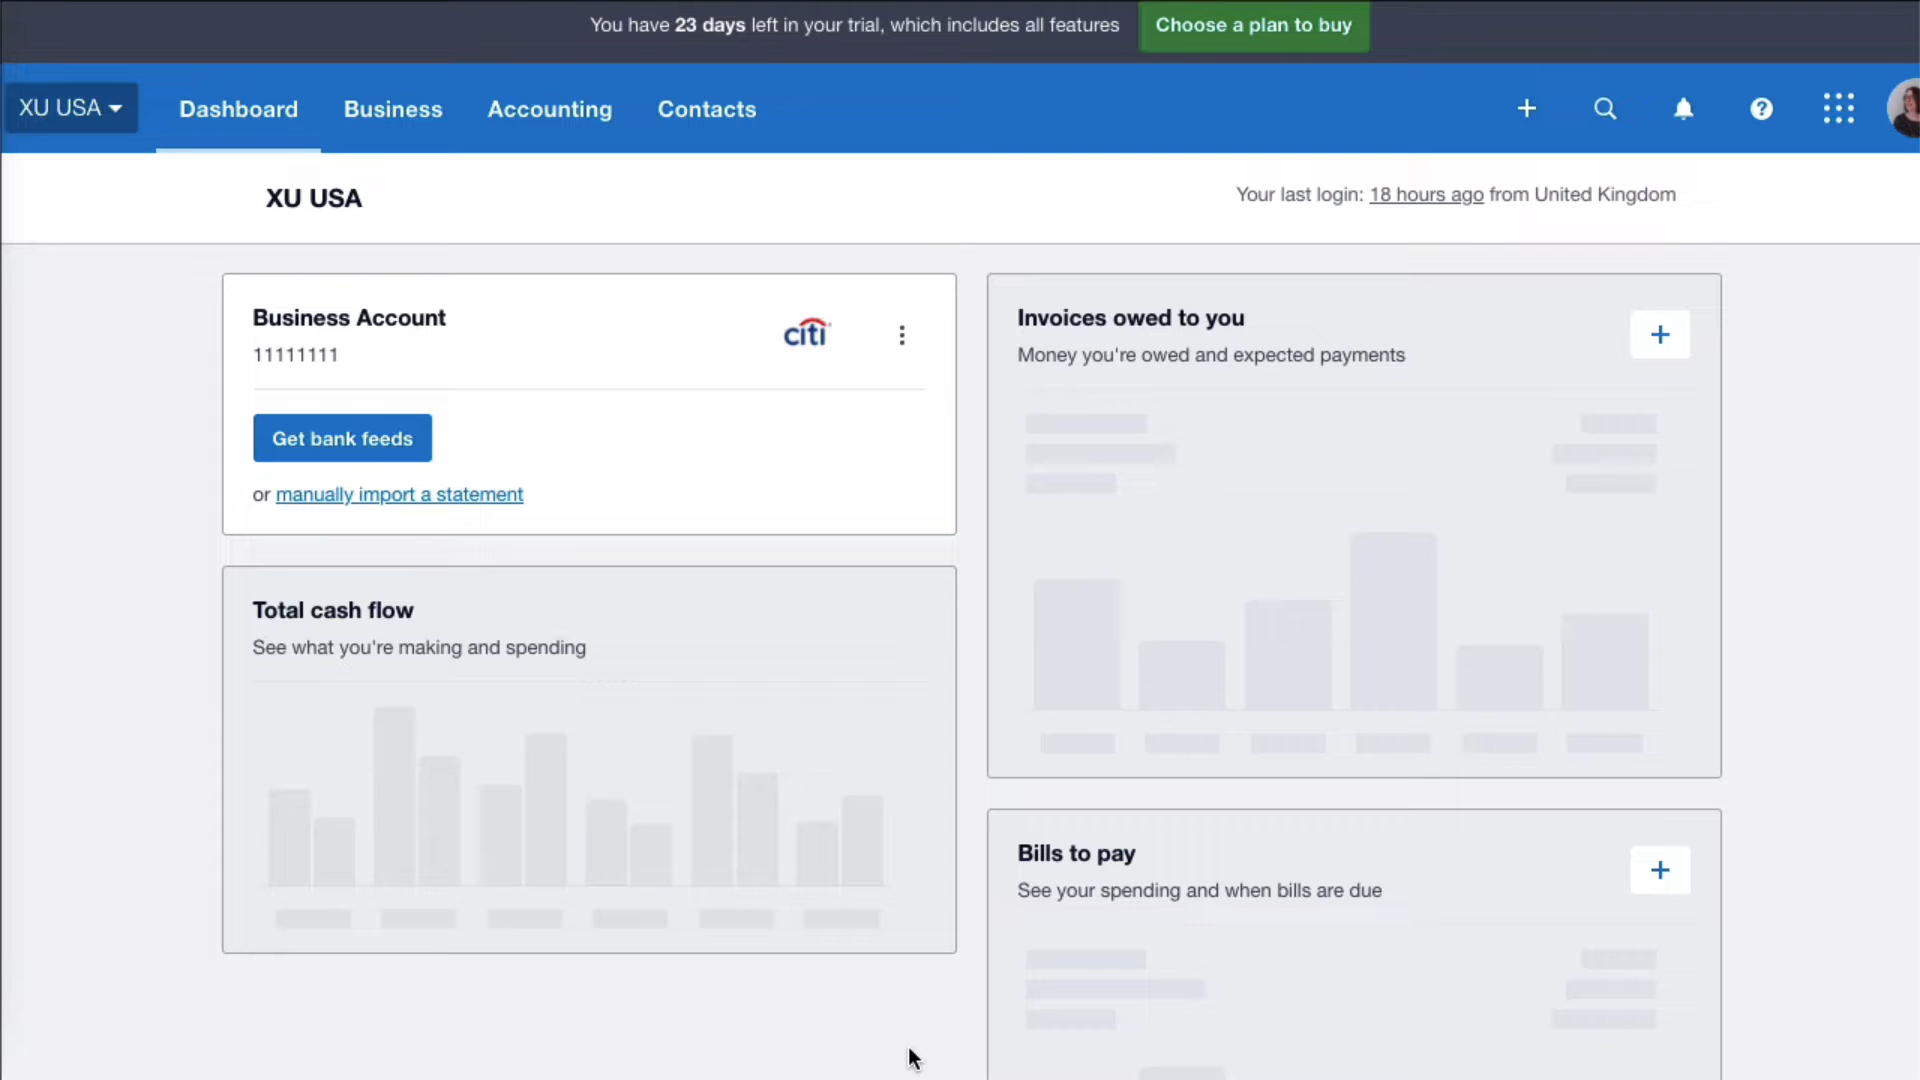 You have 23 days left in your trial, which includes all features
Choose a plan to buy
XU USA
Dashboard
Business
Accounting
Contacts
XU USA
Your last login: 18 hours ago from United Kingdom
Business Account
11111111
citi
Get bank feeds
or manually import a statement
Total cash flow
See what you're making and spending
Invoices owed to you
Money you're owed and expected payments
Bills to pay
See your spending and when bills are due